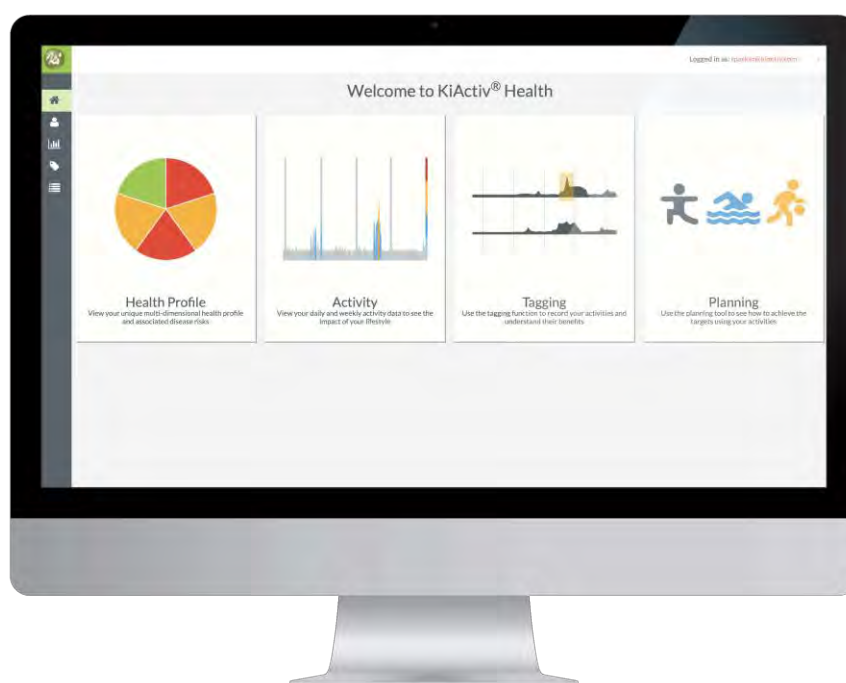 Logged in as:
Welcome to KiActiv® Health
Health Profile
View your unique multi-dimensional health profile
and associated disease risks
Activity
View your daily and weekly activity data to see the
impact of your lifestyle
Tagging
Use the tagging function to record your activities and
understand their benefits
Planning
Use the planning tool to see how to achieve the
targets using your activities